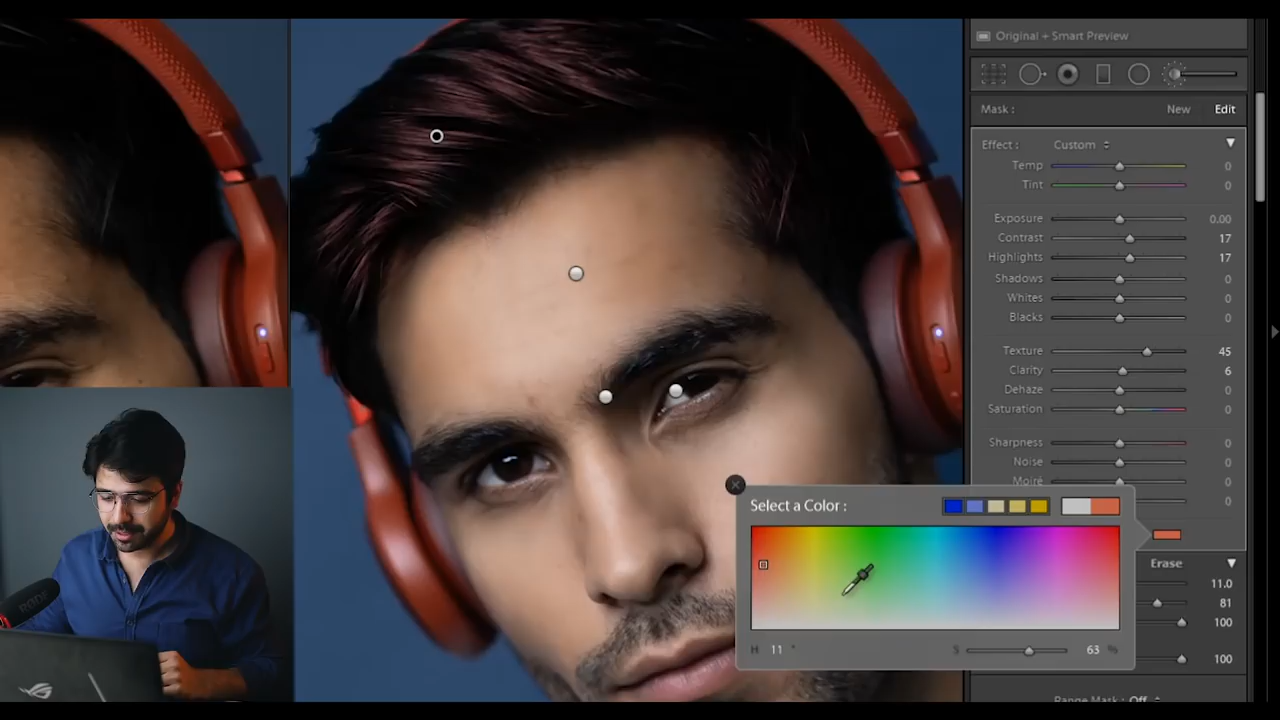 Original + Smart Preview
Mask : New Edit
Effect : Custom
Temp 0
Tint 0
Exposure 0.00
Contrast 17
Highlights 17
Shadows 0
Whites 0
Blacks 0
Texture 45
Clarity 6
Dehaze 0
Saturation 0
Sharpness 0
Noise 0
Moiré 0
0
Select a Color :
Erase
11.0
81
100
H 11 ° S 63 %
100
Range Mask : Off
RODE